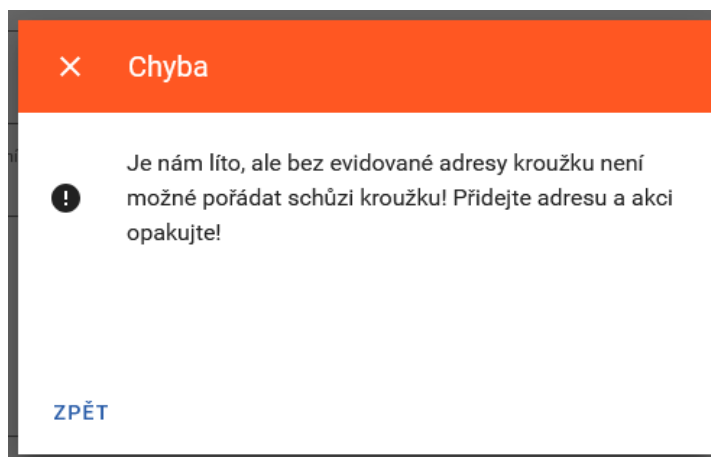 Chyba
Je nám líto, ale bez evidované adresy kroužku není
možné pořádat schůzi kroužku! Přidejte adresu a akci
opakujte!
ZPĚT